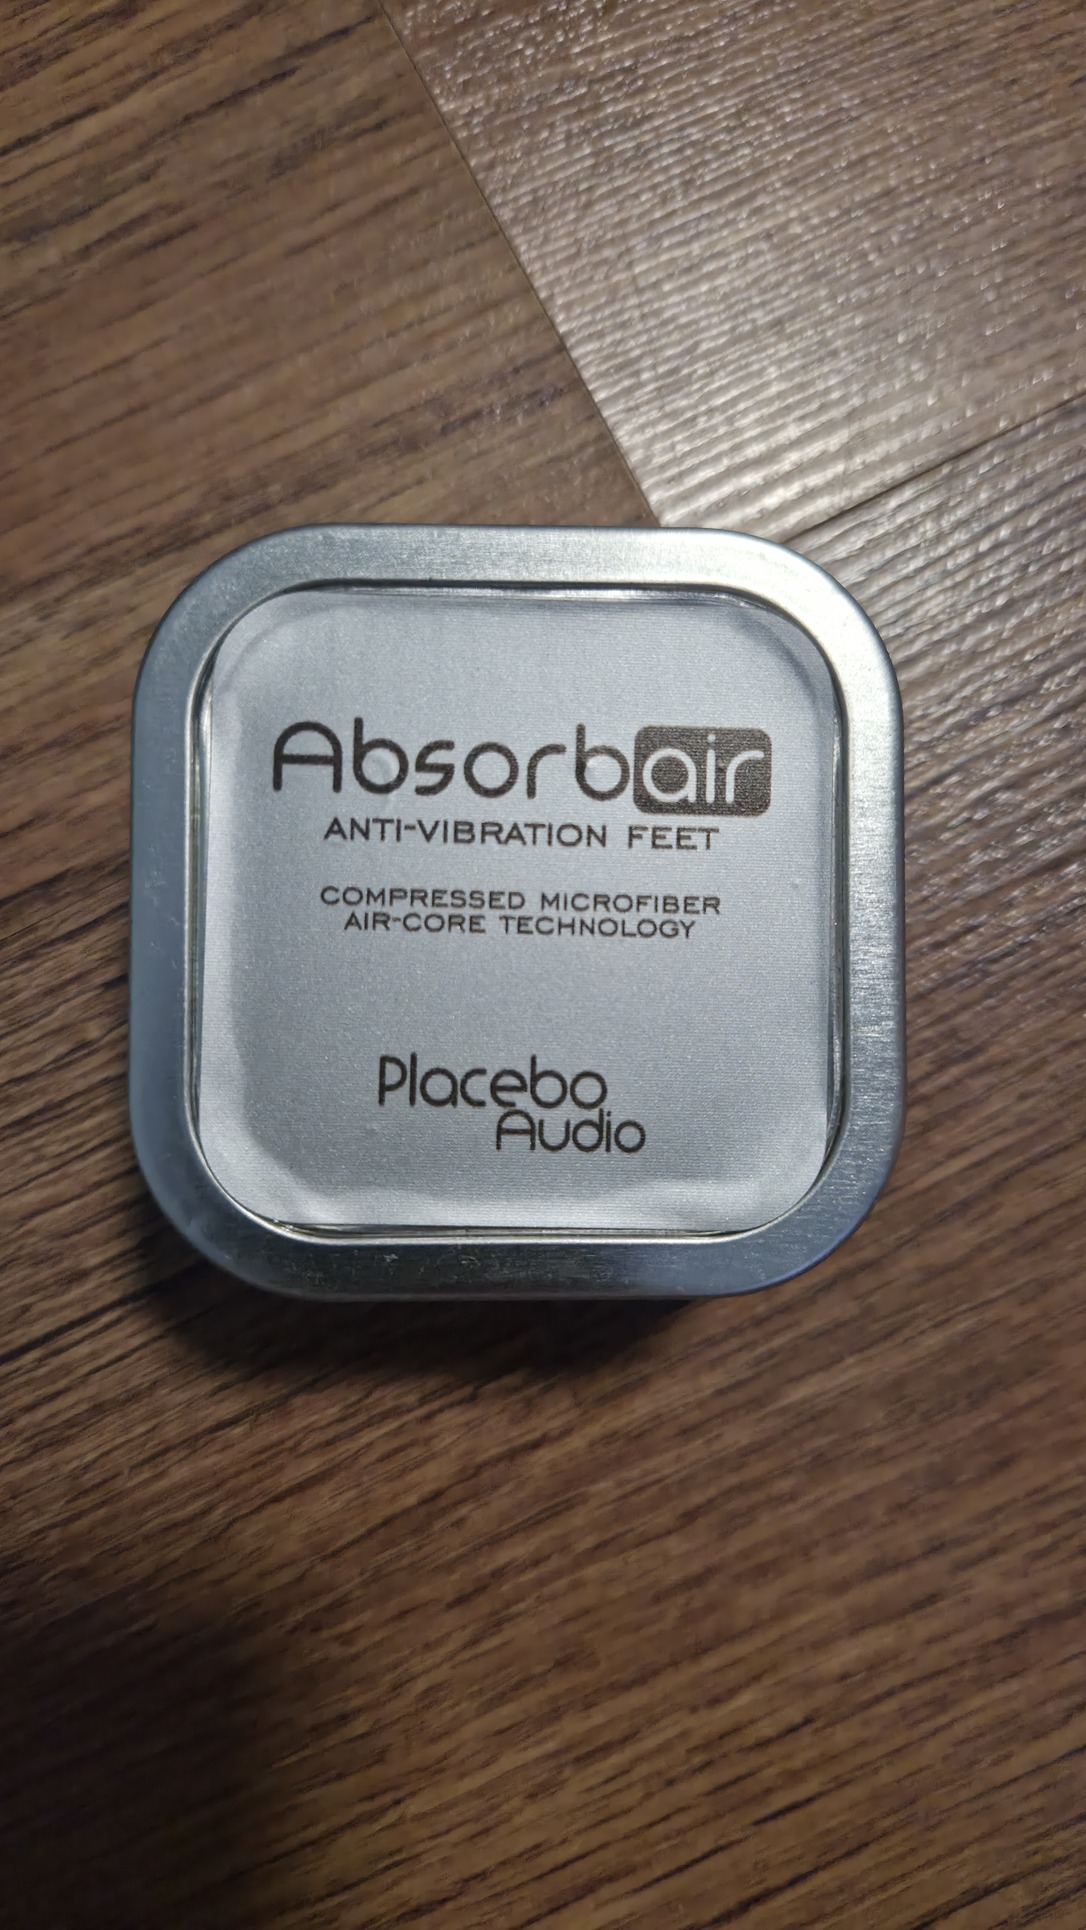 Absorbair
ANTI-VIBRATION FEET
COMPRESSED MICROFIBER
AIR-CORE TECHNOLOGY
Placebo
Audio